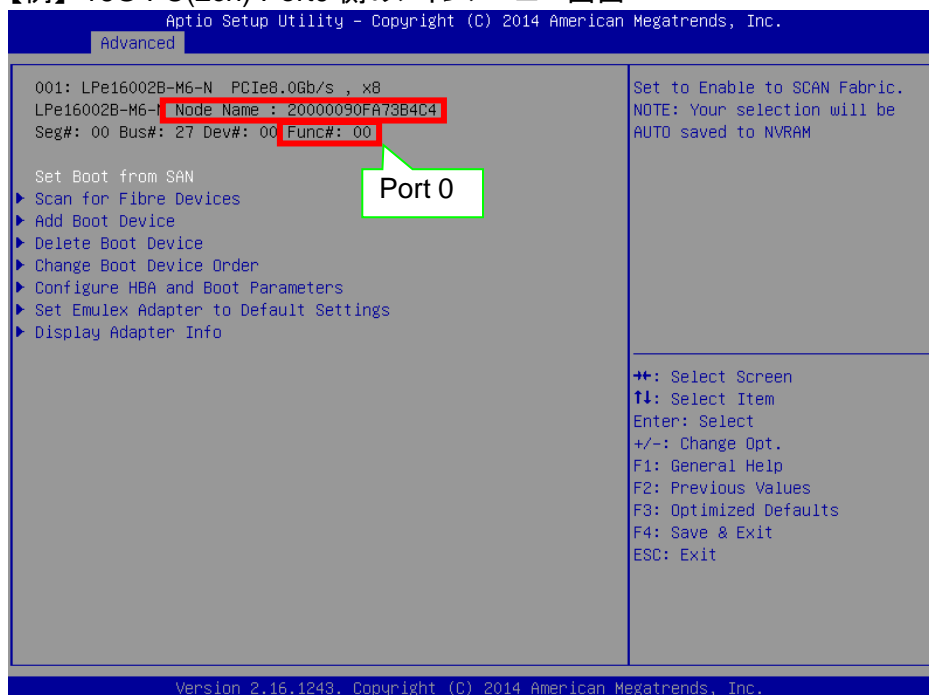 Aptio Setup Utility – Copyright (C) 2014 American Megatrends, Inc.
Advanced
001: LPe16002B-M6-N PCIe8.0Gb/s , x8
LPe16002B-M6-N Node Name : 20000090FA73B4C4
Seg#: 00 Bus#: 27 Dev#: 00 Func#: 00
Port 0
Set Boot from SAN
Scan for Fibre Devices
Add Boot Device
Delete Boot Device
Change Boot Device Order
Configure HBA and Boot Parameters
Set Emulex Adapter to Default Settings
Display Adapter Info
Set to Enable to SCAN Fabric.
NOTE: Your selection will be
AUTO saved to NVRAM
→←: Select Screen
↑↓: Select Item
Enter: Select
+/-: Change Opt.
F1: General Help
F2: Previous Values
F3: Optimized Defaults
F4: Save & Exit
ESC: Exit
Version 2.16.1243. Copyright (C) 2014 American Megatrends, Inc.